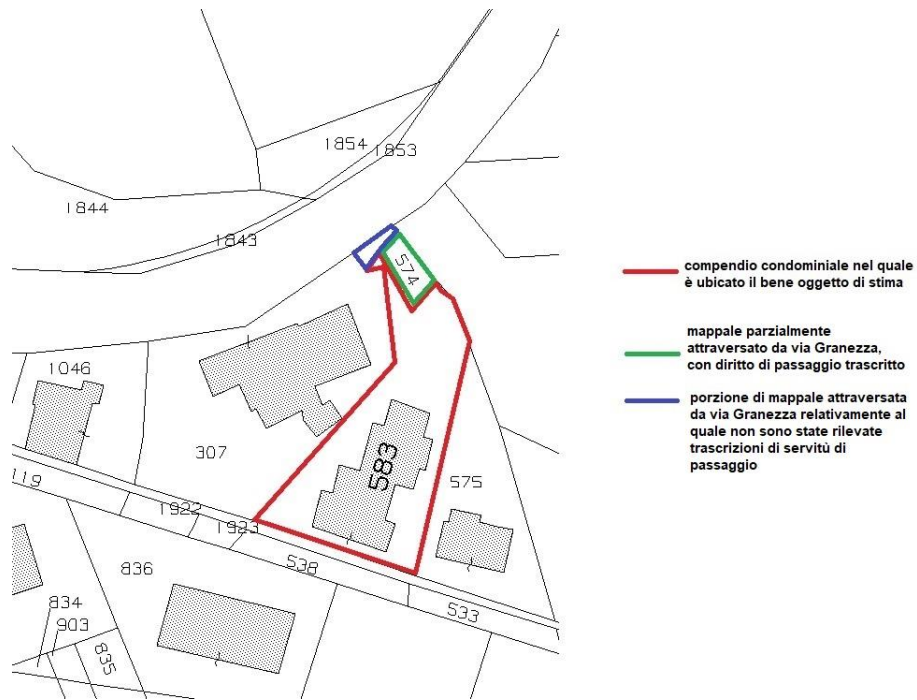 1854
1853
1844
1843
574
1046
307
583
575
119
1922
1923
538
533
836
834
903
835
compendio condominiale nel quale
è ubicato il bene oggetto di stima
mappale parzialmente
attraversato da via Granezza,
con diritto di passaggio trascritto
porzione di mappale attraversata
da via Granezza relativamente al
quale non sono state rilevate
trascrizioni di servitù di
passaggio